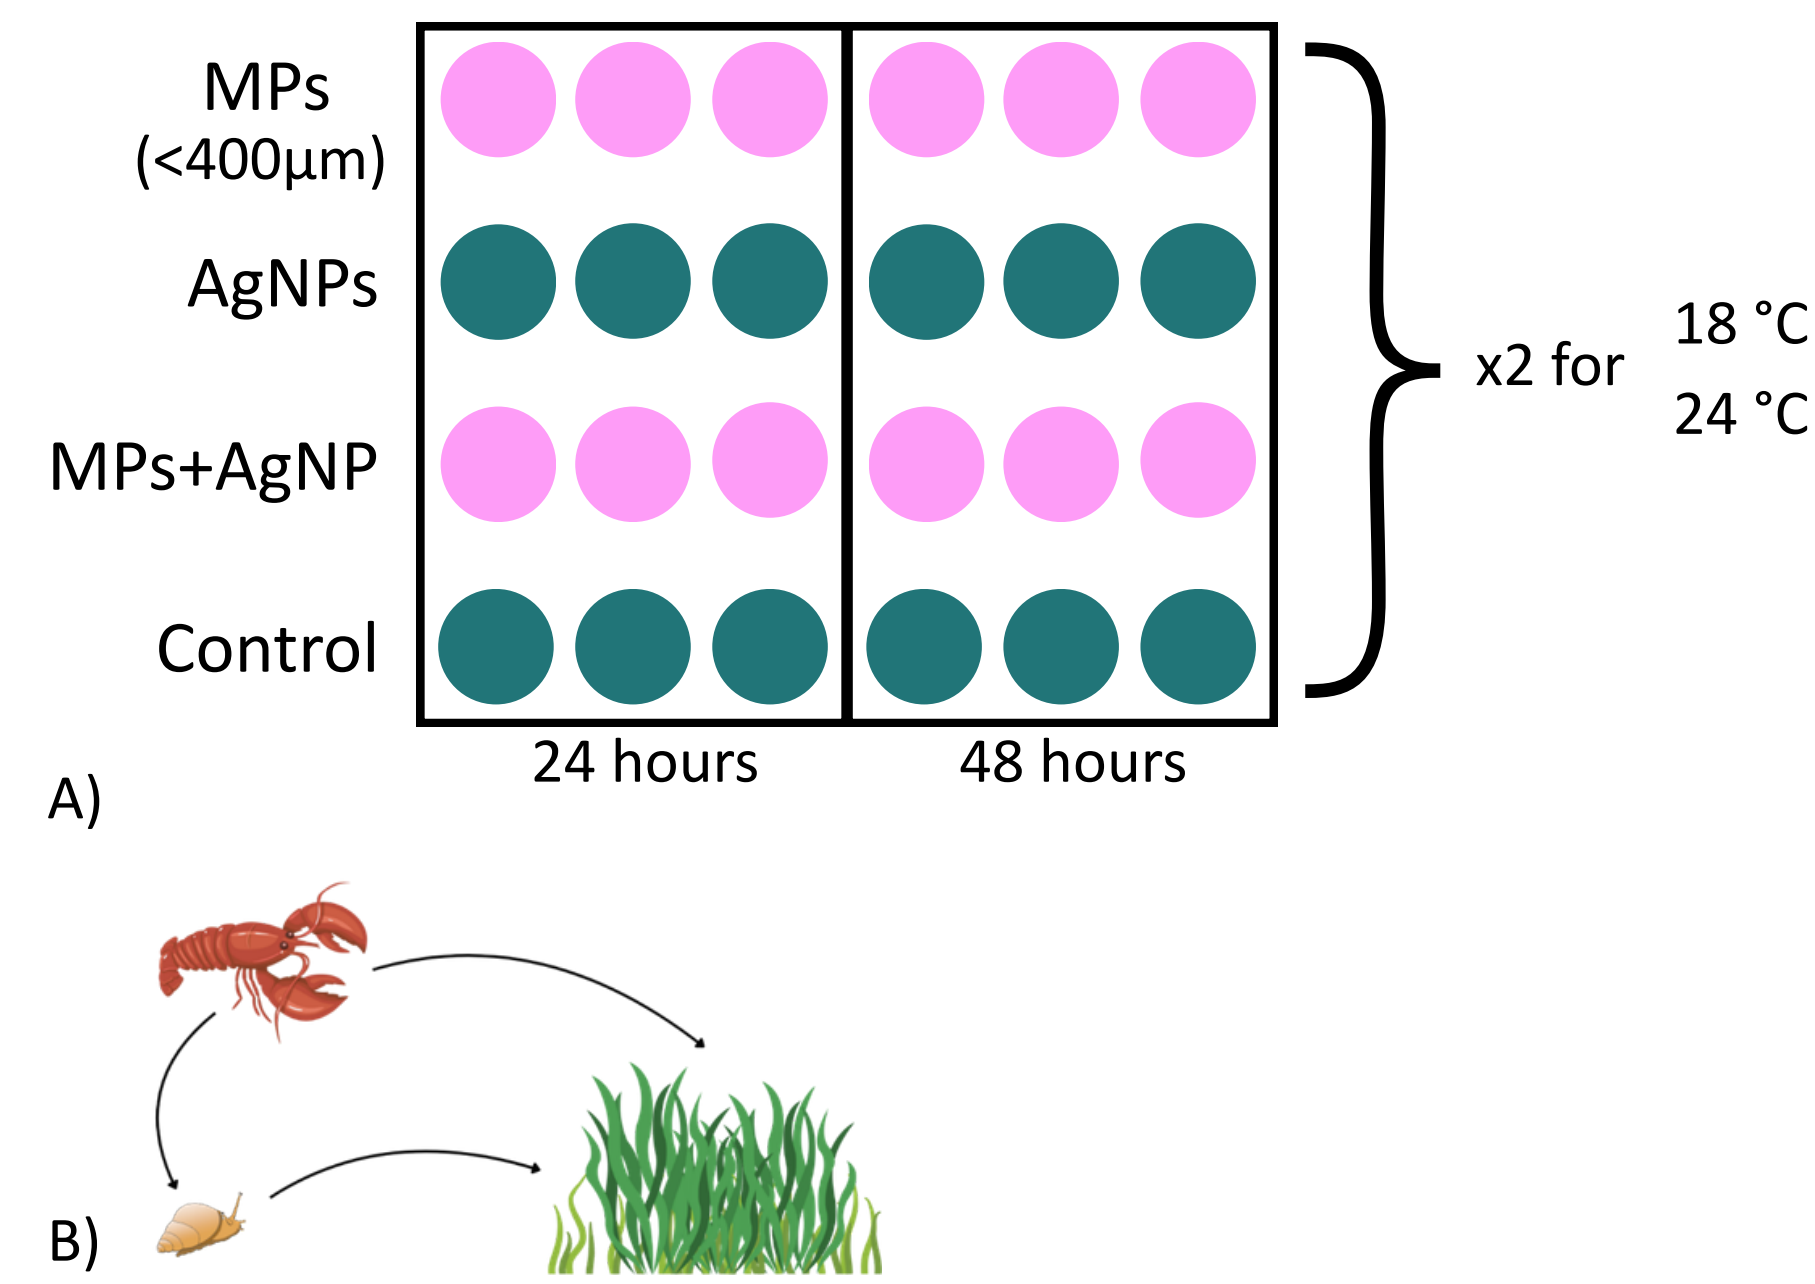 MPs
(<400µm)
AgNPs
MPs+AgNP
Control
24 hours
48 hours
x2 for
18 °C
24 °C
A)
B)